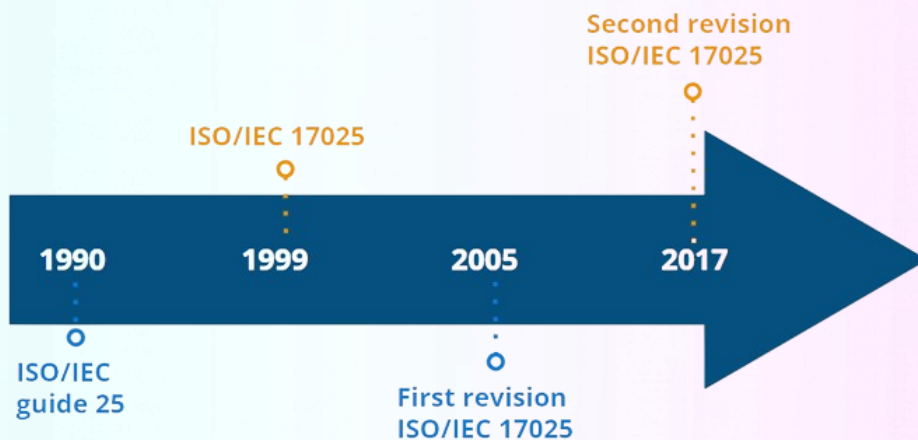 Second revision
ISO/IEC 17025
ISO/IEC 17025
1990
1999
2005
2017
ISO/IEC
guide 25
First revision
ISO/IEC 17025